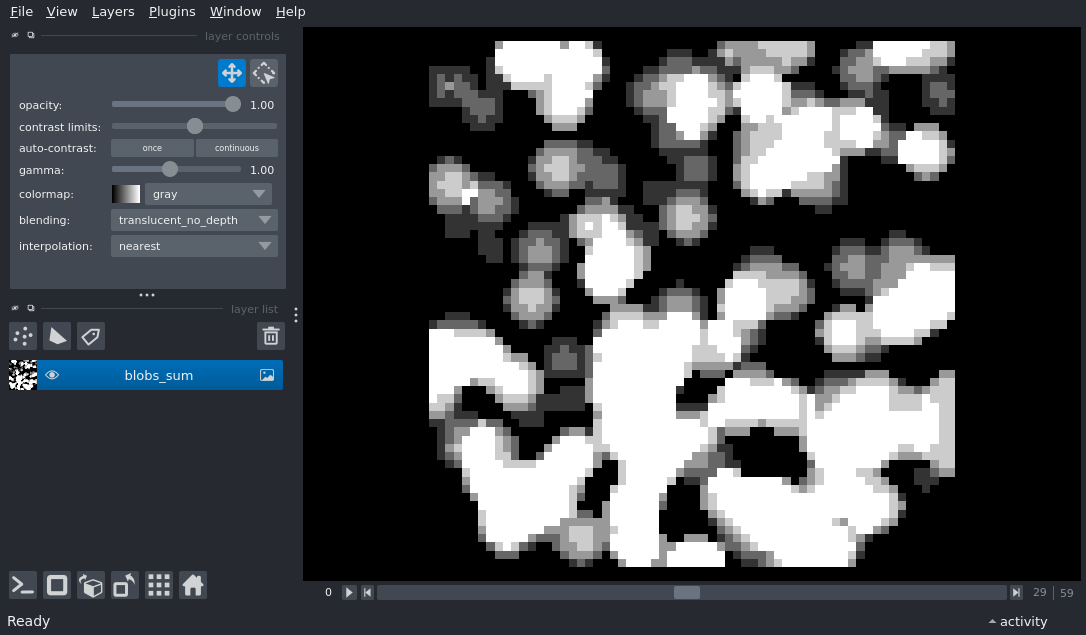 File View Layers Plugins Window Help
layer controls
opacity: 1.00
contrast limits:
auto-contrast: once continuous
gamma: 1.00
colormap: gray
blending: translucent_no_depth
interpolation: nearest
layer list
blobs_sum
0 29 59
Ready activity